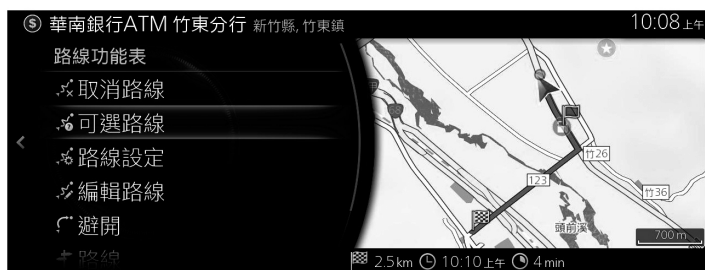 Ⓢ 華南銀行ATM 竹東分行 新竹縣, 竹東鎮 10:08上午
路線功能表
取消路線
可選路線
路線設定
編輯路線
避開
路線
竹26
123
竹36
頭前溪
700 m
2.5km 10:10上午 4 min